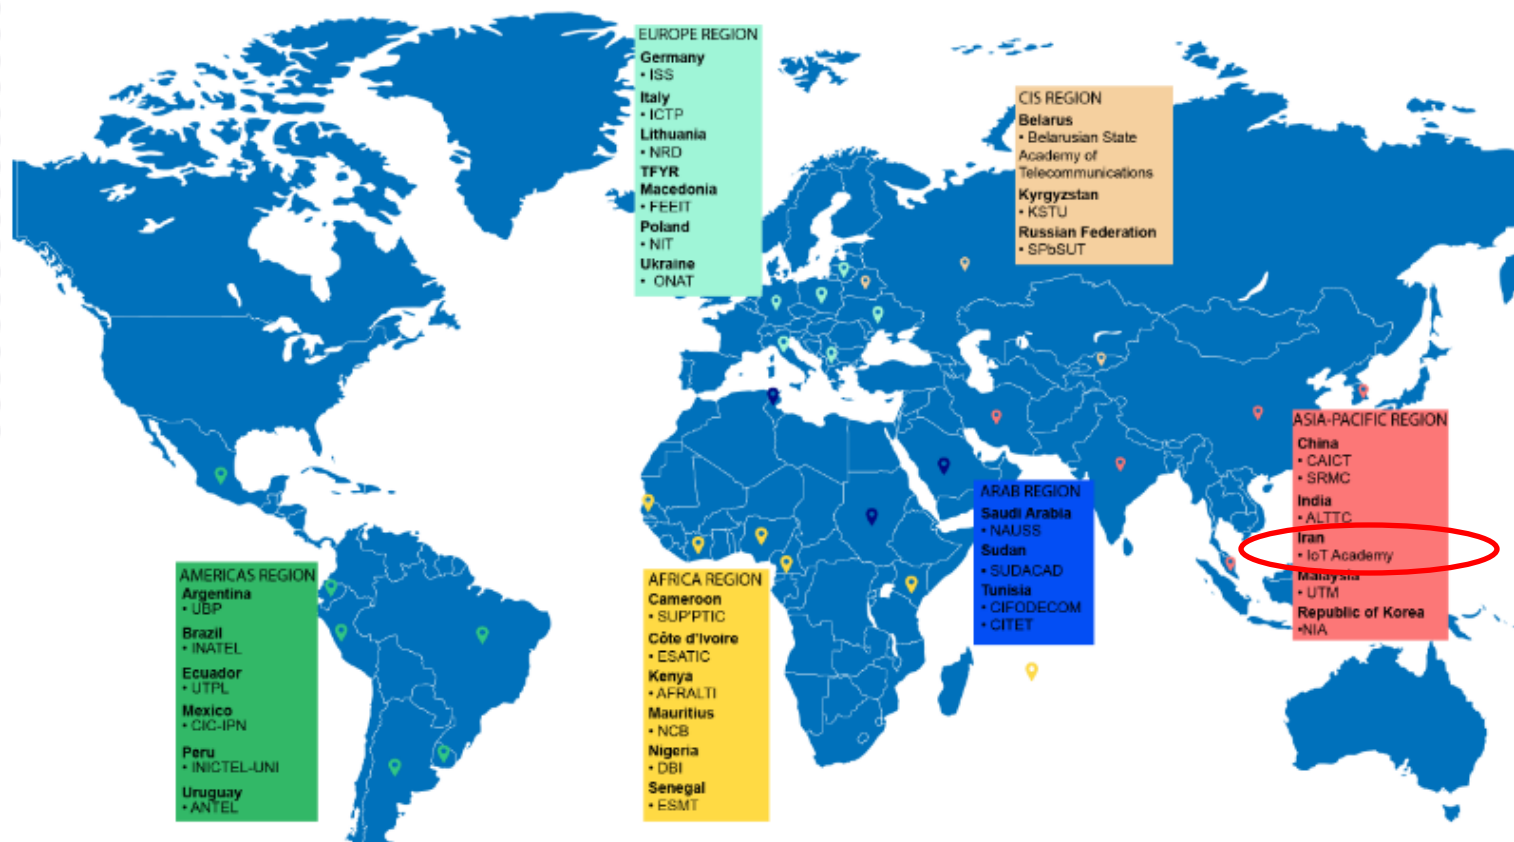 EUROPE REGION
Germany
• ISS
Italy
• ICTP
Lithuania
• NRD
TFYR
Macedonia
• FEEIT
Poland
• NIT
Ukraine
• ONAT
CIS REGION
Belarus
• Belarusian State
Academy of
Telecommunications
Kyrgyzstan
• KSTU
Russian Federation
• SPbSUT
ASIA-PACIFIC REGION
China
• CAICT
• SRMC
India
• ALTTC
Iran
• IoT Academy
Malaysia
• UTM
Republic of Korea
•NIA
ARAB REGION
Saudi Arabia
• NAUSS
Sudan
• SUDACAD
Tunisia
• CIFODECOM
• CITET
AMERICAS REGION
Argentina
• UBP
Brazil
• INATEL
Ecuador
• UTPL
Mexico
• CIC-IPN
Peru
• INICTEL-UNI
Uruguay
• ANTEL
AFRICA REGION
Cameroon
• SUP'PTIC
Côte d'Ivoire
• ESATIC
Kenya
• AFRALTI
Mauritius
• NCB
Nigeria
• DBI
Senegal
• ESMT